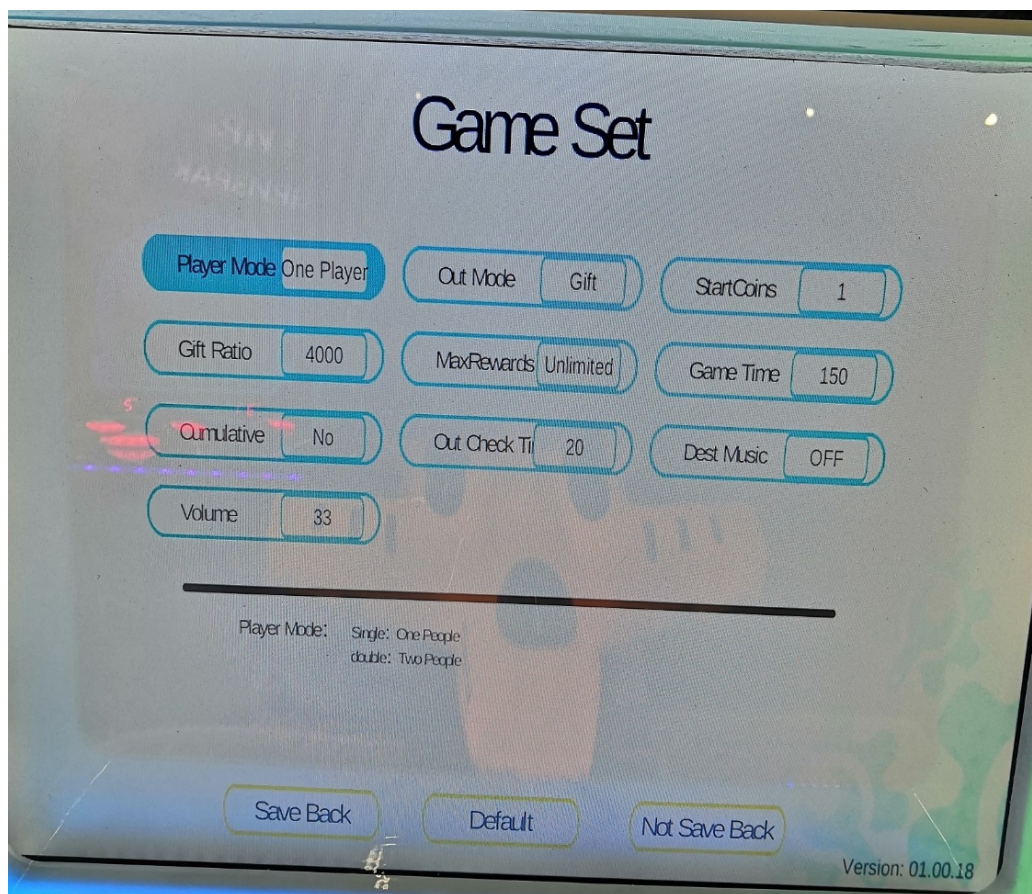 Game Set
Player Mode One Player Out Mode Gift StartCoins 1
Gift Ratio 4000 MaxRewards Unlimited Game Time 150
Cumulative No Out Check Ti 20 Dest Music OFF
Volume 33
Player Mode: Single: One People
double: Two People
Save Back Default Not Save Back
Version: 01.00.18